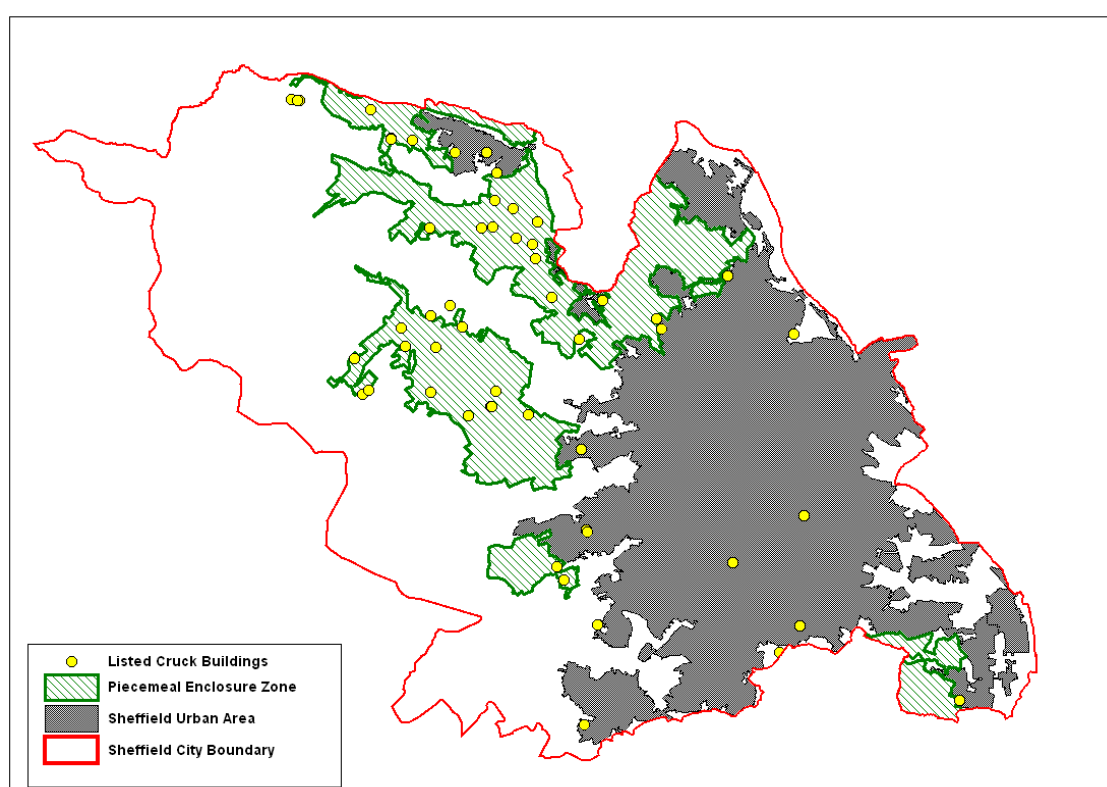 Listed Cruck Buildings
Piecemeal Enclosure Zone
Sheffield Urban Area
Sheffield City Boundary